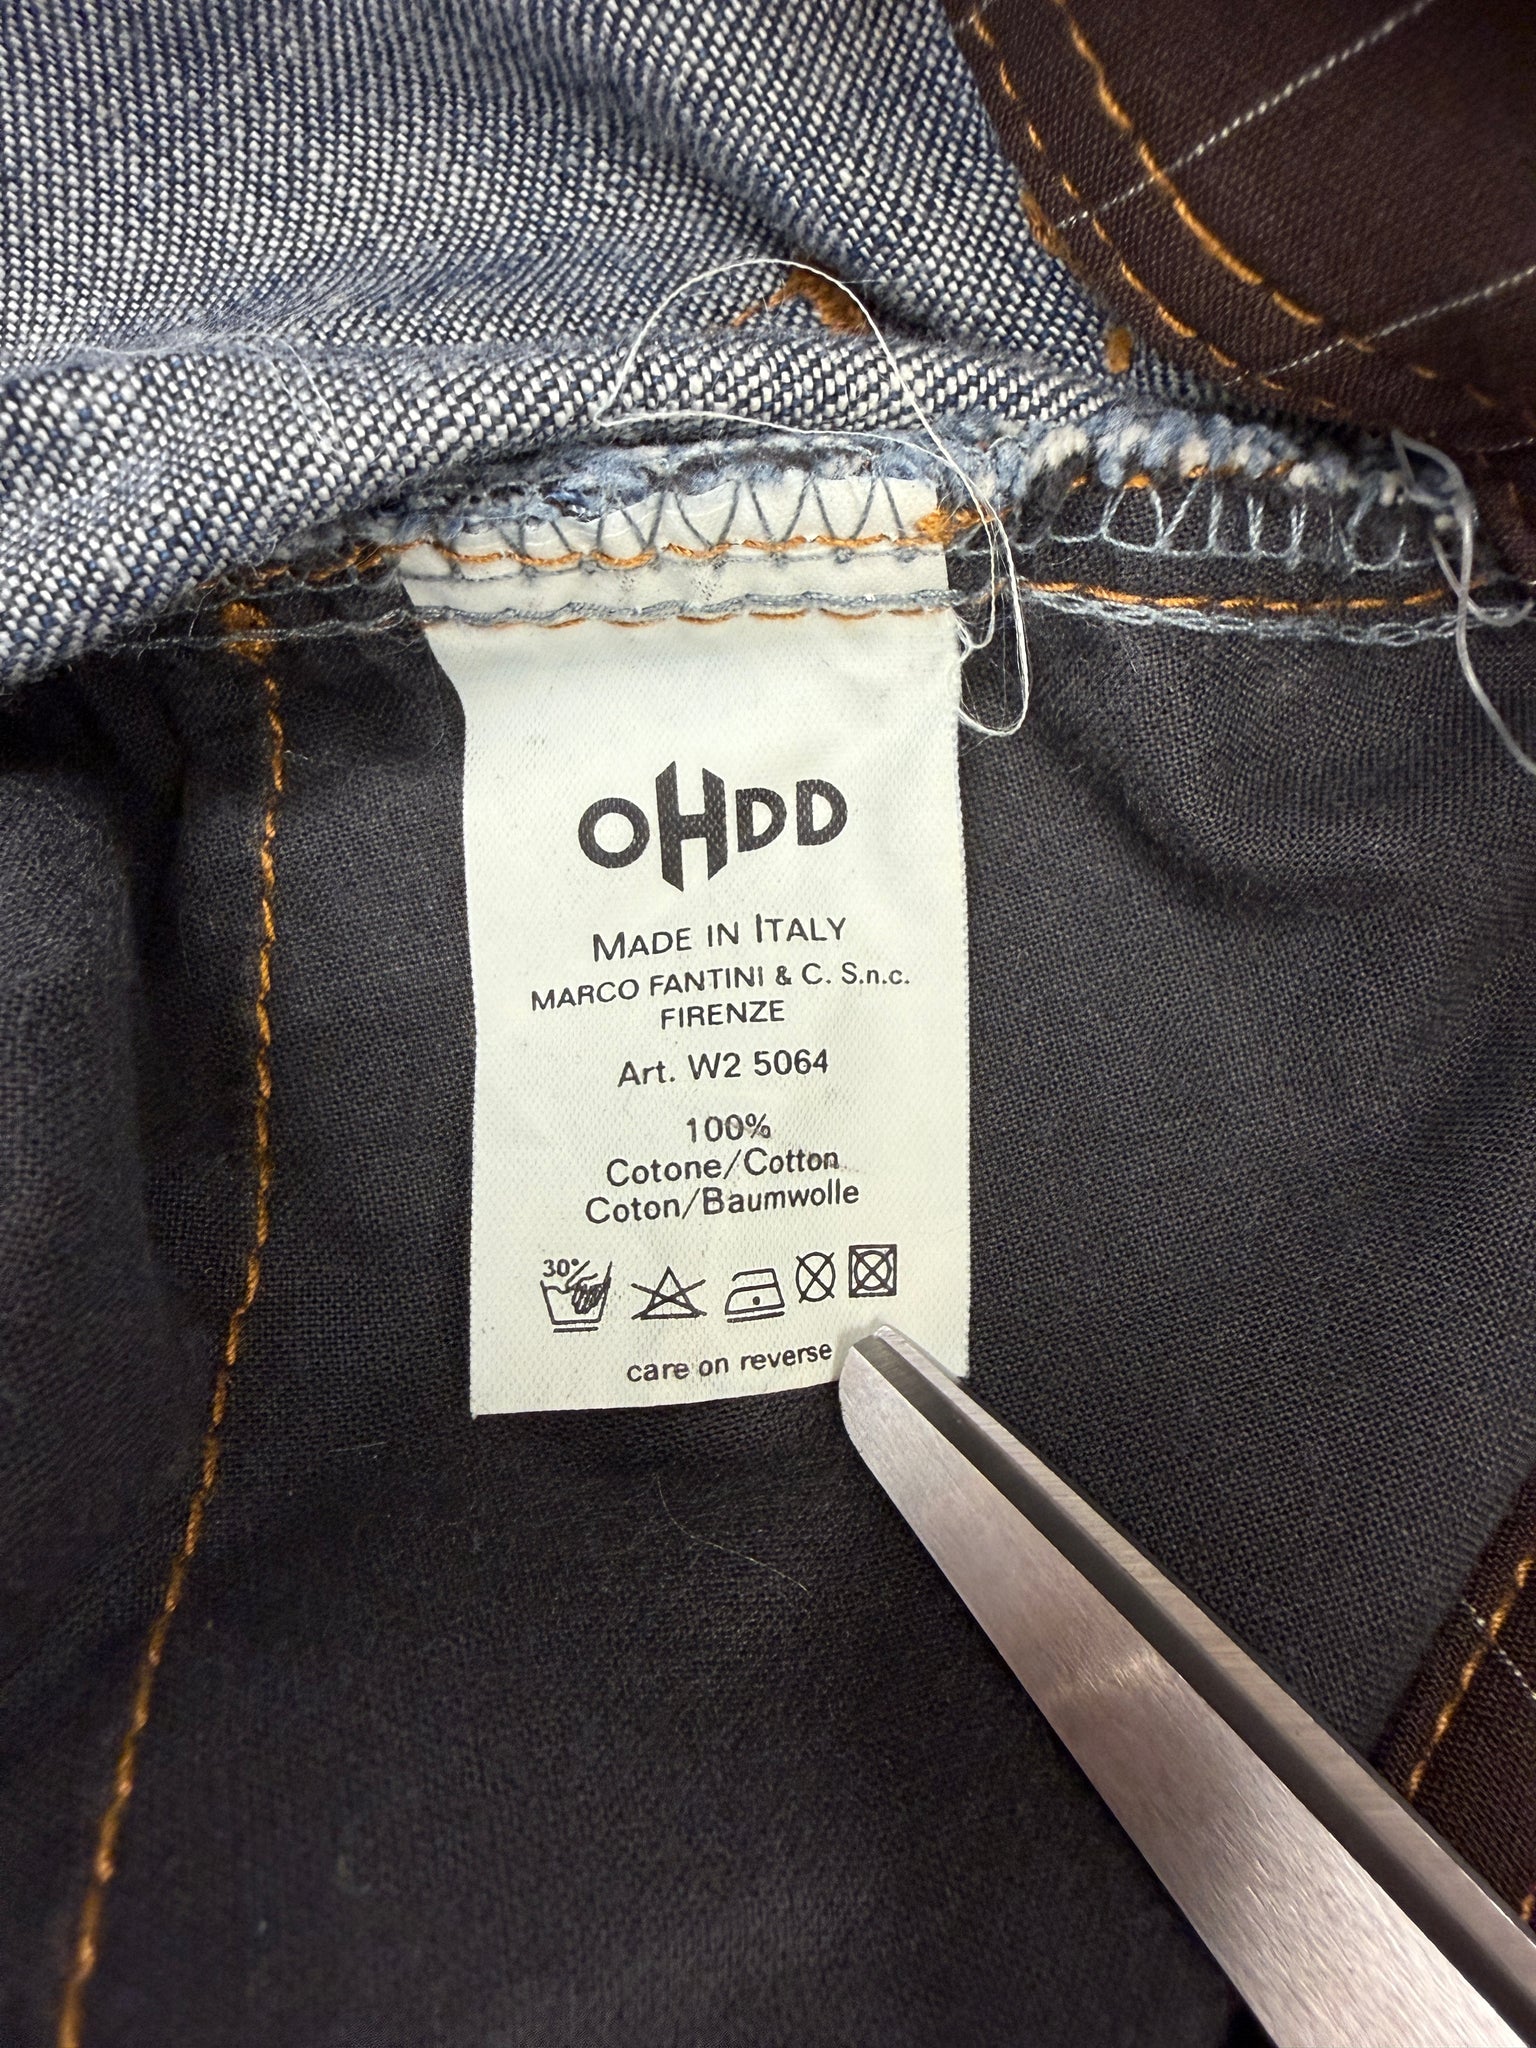 OHDD
MADE IN ITALY
MARCO FANTINI & C. S.n.c.
FIRENZE
Art. W2 5064
100%
Cotone/Cotton
Coton/Baumwolle
30°
care on reverse